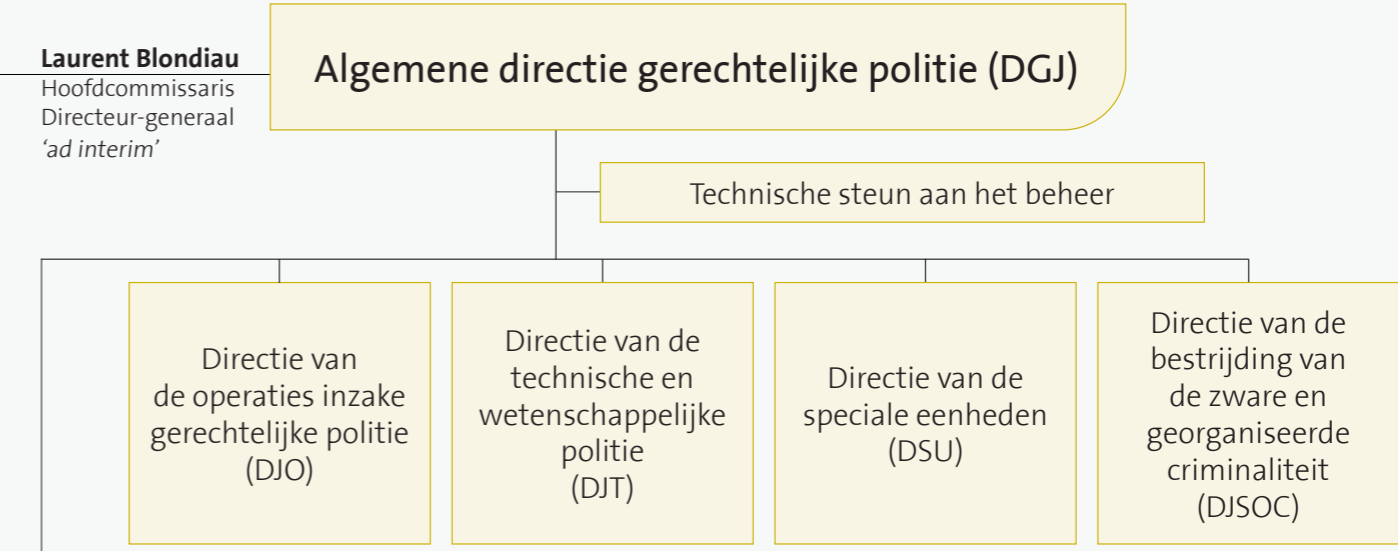 Laurent Blondiau
Hoofdcommissaris
Directeur-generaal
‘ad interim’
Algemene directie gerechtelijke politie (DGJ)
Technische steun aan het beheer
Directie van
de operaties inzake
gerechtelijke politie
(DJO)
Directie van de
technische en
wetenschappelijke
politie
(DJT)
Directie van de
speciale eenheden
(DSU)
Directie van de
bestrijding van
de zware en
georganiseerde
criminaliteit
(DJSOC)